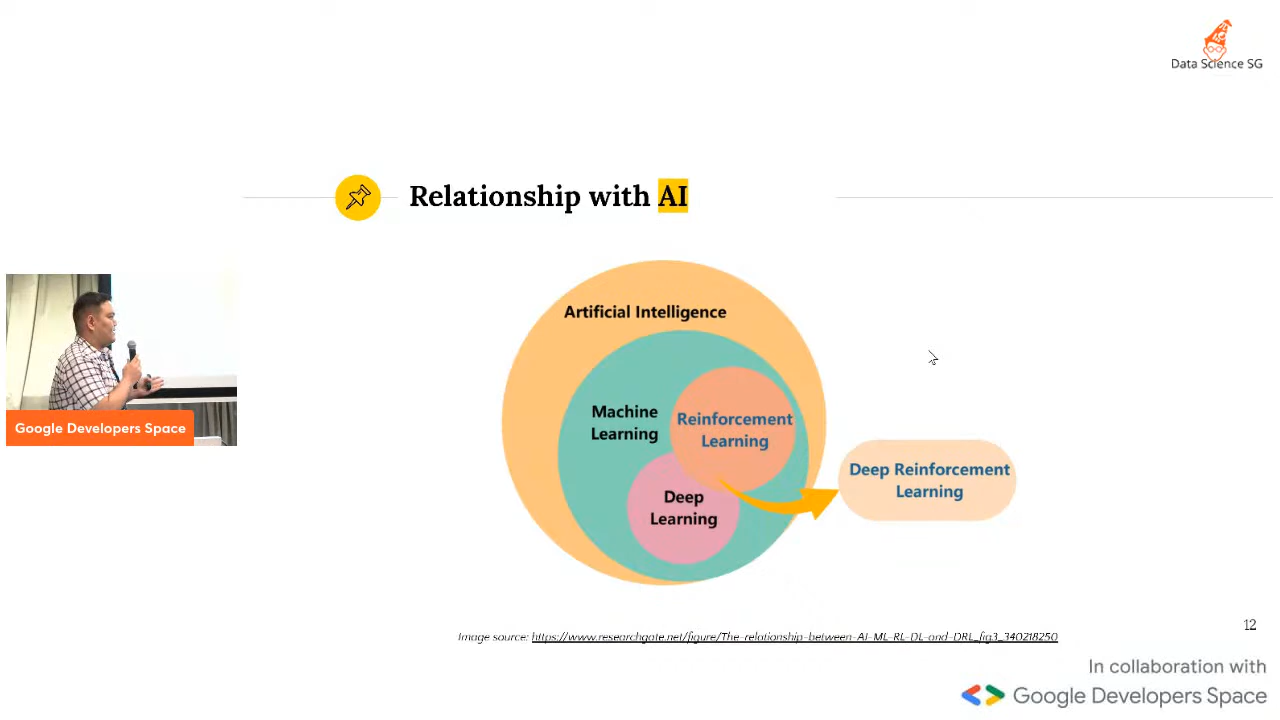 Data Science SG
Relationship with AI
Artificial Intelligence
Machine
Learning
Reinforcement
Learning
Deep
Learning
Deep Reinforcement
Learning
Google Developers Space
Image source: https://www.researchgate.net/figure/The-relationship-between-AI-ML-RL-DL-and-DRL_fig3_340218250
12
In collaboration with
Google Developers Space